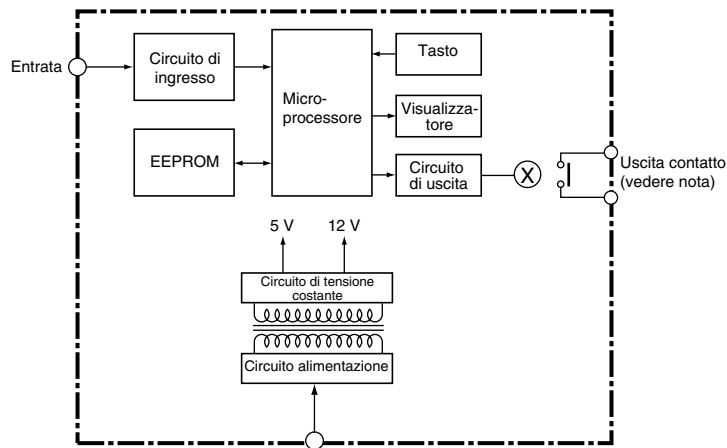 Entrata
Circuito di
ingresso
Micro-
processore
Tasto
Visualizza-
tore
EEPROM
Circuito
di uscita
X
Uscita contatto
(vedere nota)
5 V
12 V
Circuito di tensione
costante
Circuito alimentazione